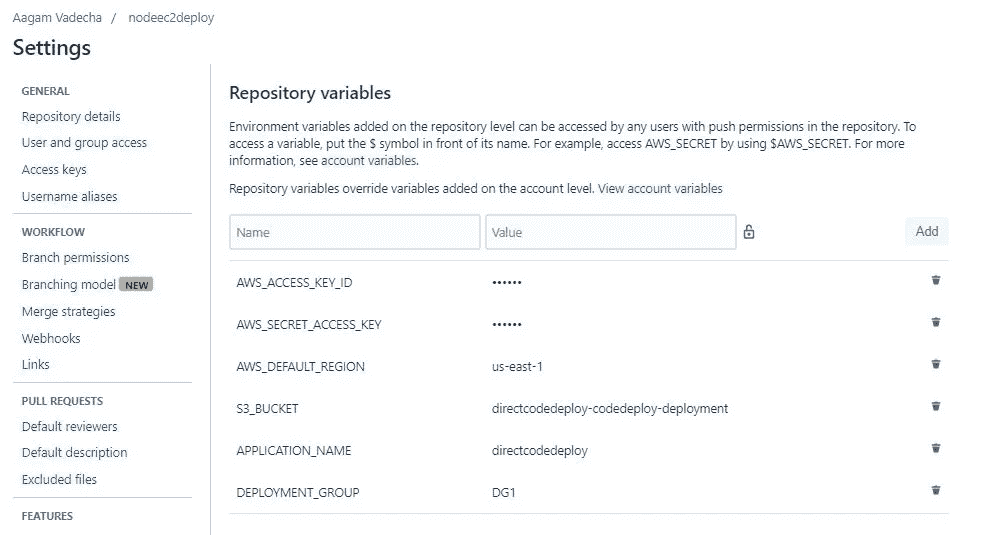 Aagam Vadecha / nodeec2deploy
Settings
GENERAL
Repository details
User and group access
Access keys
Username aliases
WORKFLOW
Branch permissions
Branching model NEW
Merge strategies
Webhooks
Links
PULL REQUESTS
Default reviewers
Default description
Excluded files
FEATURES
Repository variables
Environment variables added on the repository level can be accessed by any users with push permissions in the repository. To
access a variable, put the $ symbol in front of its name. For example, access AWS_SECRET by using $AWS_SECRET. For more
information, see account variables.
Repository variables override variables added on the account level. View account variables
Name Value Add
AWS_ACCESS_KEY_ID ••••••
AWS_SECRET_ACCESS_KEY ••••••
AWS_DEFAULT_REGION us-east-1
S3_BUCKET directcodedeploy-codedeploy-deployment
APPLICATION_NAME directcodedeploy
DEPLOYMENT_GROUP DG1